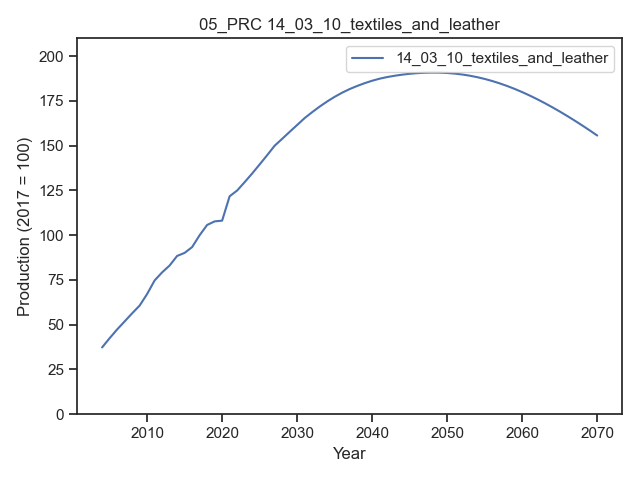 05_PRC 14_03_10_textiles_and_leather
14_03_10_textiles_and_leather
Production (2017 = 100)
200
175
150
125
100
75
50
25
0
2010 2020 2030 2040 2050 2060 2070
Year